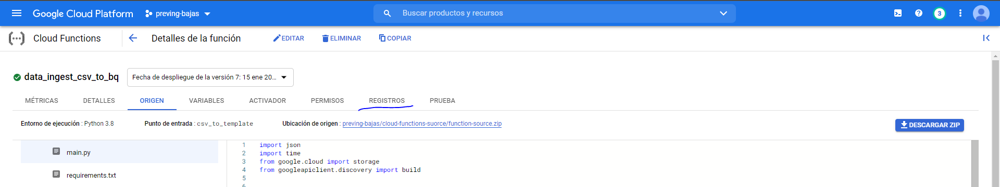 Google Cloud Platform preving-bajas Buscar productos y recursos 3
Cloud Functions Detalles de la función EDITAR ELIMINAR COPIAR
data_ingest_csv_to_bq Fecha de despliegue de la versión 7: 15 ene 20...
MÉTRICAS DETALLES ORIGEN VARIABLES ACTIVADOR PERMISOS REGISTROS PRUEBA
Entorno de ejecución : Python 3.8 Punto de entrada : csv_to_template Ubicación de origen : preving-bajas/cloud-functions-suorce/function-source.zip DESCARGAR ZIP
main.py
requirements.txt
1 import json
2 import time
3 from google.cloud import storage
4 from googleapiclient.discovery import build
5
6